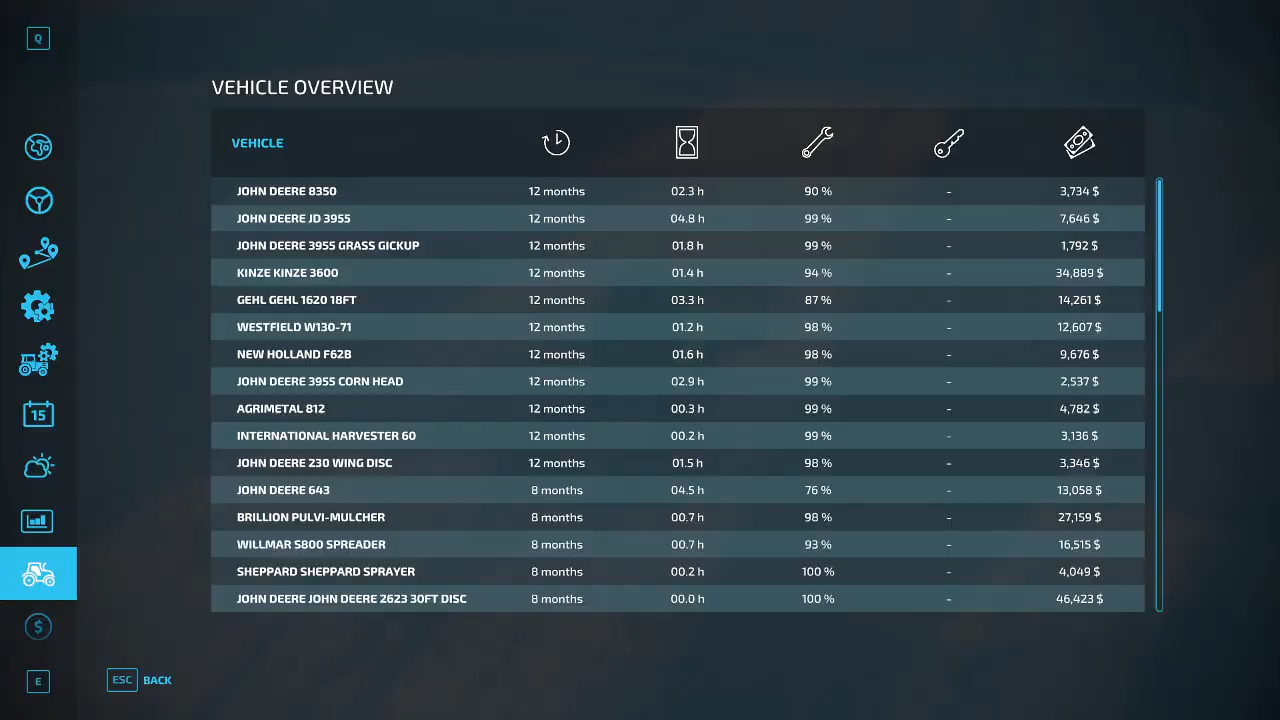 Q
VEHICLE OVERVIEW
VEHICLE
JOHN DEERE 8350 12 months 02.3 h 90 % - 3,734 $
JOHN DEERE JD 3955 12 months 04.8 h 99 % - 7,646 $
JOHN DEERE 3955 GRASS GICKUP 12 months 01.8 h 99 % - 1,792 $
KINZE KINZE 3600 12 months 01.4 h 94 % - 34,889 $
GEHL GEHL 1620 18FT 12 months 03.3 h 87 % - 14,261 $
WESTFIELD W130-71 12 months 01.2 h 98 % - 12,607 $
NEW HOLLAND F62B 12 months 01.6 h 98 % - 9,676 $
JOHN DEERE 3955 CORN HEAD 12 months 02.9 h 99 % - 2,537 $
AGRIMETAL 812 12 months 00.3 h 99 % - 4,782 $
INTERNATIONAL HARVESTER 60 12 months 00.2 h 99 % - 3,136 $
JOHN DEERE 230 WING DISC 12 months 01.5 h 98 % - 3,346 $
JOHN DEERE 643 8 months 04.5 h 76 % - 13,058 $
BRILLION PULVI-MULCHER 8 months 00.7 h 98 % - 27,159 $
WILLMAR S800 SPREADER 8 months 00.7 h 93 % - 16,515 $
SHEPPARD SHEPPARD SPRAYER 8 months 00.2 h 100 % - 4,049 $
JOHN DEERE JOHN DEERE 2623 30FT DISC 8 months 00.0 h 100 % - 46,423 $
15
$
E
ESC BACK